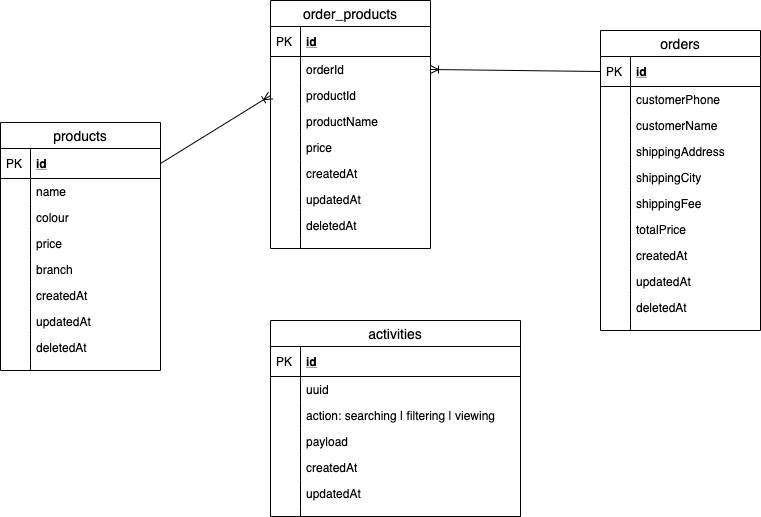 order_products
PK id
orderId
productId
productName
price
createdAt
updatedAt
deletedAt
orders
PK id
customerPhone
customerName
shippingAddress
shippingCity
shippingFee
totalPrice
createdAt
updatedAt
deletedAt
products
PK id
name
colour
price
branch
createdAt
updatedAt
deletedAt
activities
PK id
uuid
action: searching | filtering | viewing
payload
createdAt
updatedAt